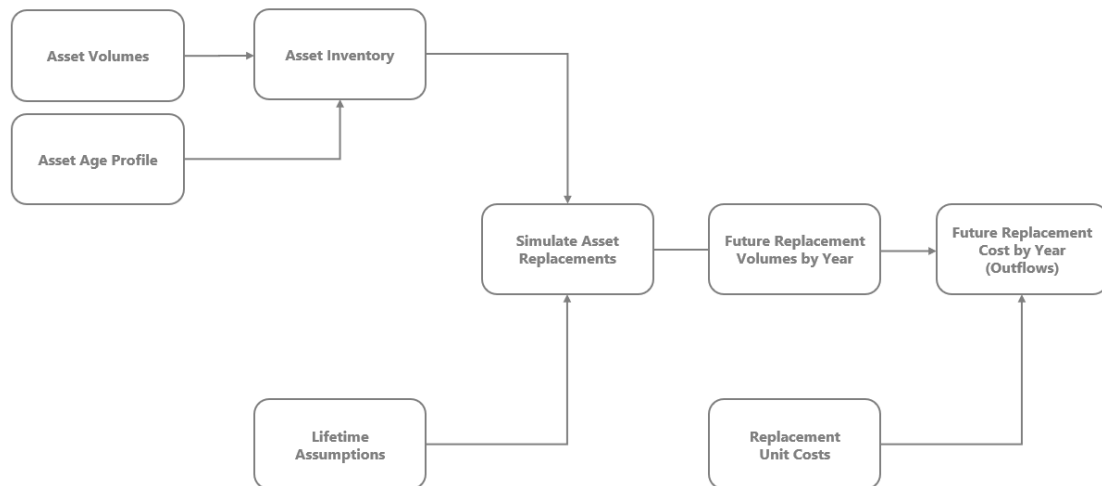 Asset Volumes
Asset Inventory
Asset Age Profile
Simulate Asset
Replacements
Future Replacement
Volumes by Year
Future Replacement
Cost by Year
(Outflows)
Lifetime
Assumptions
Replacement
Unit Costs